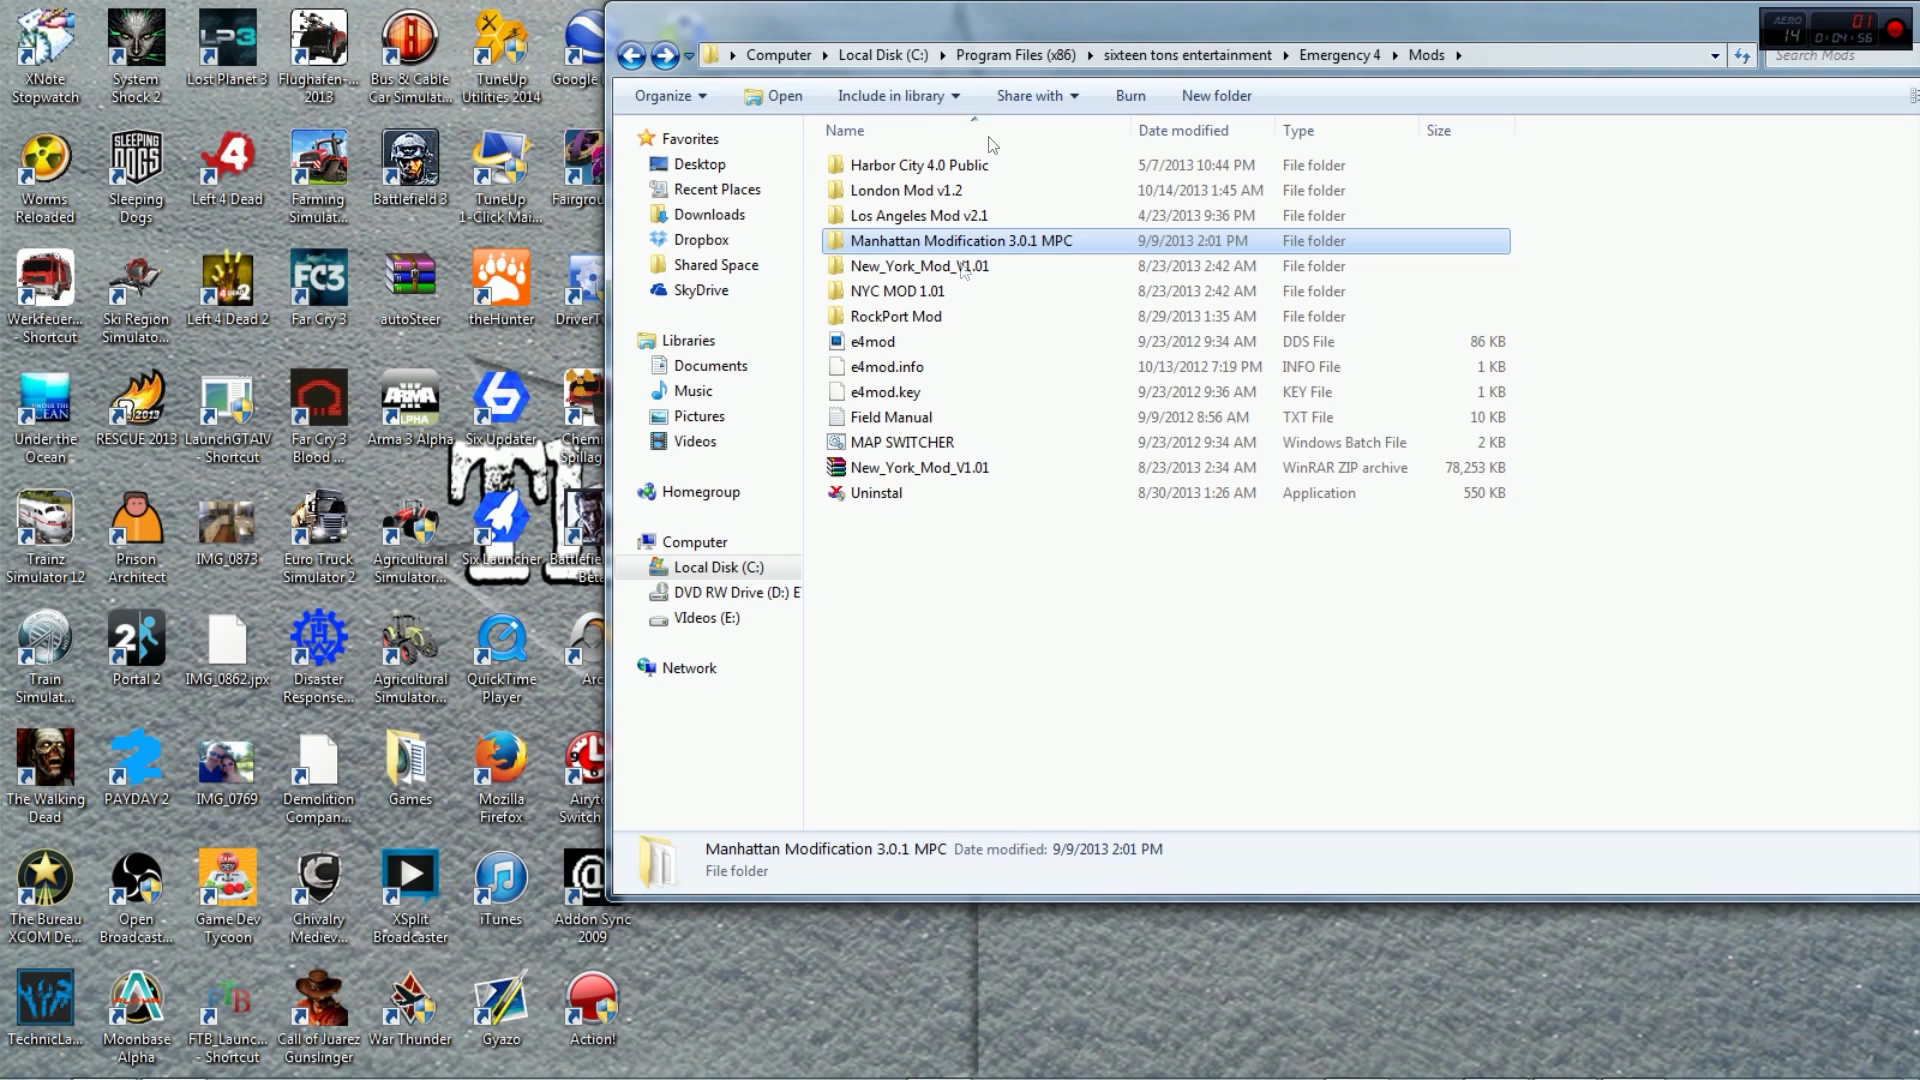 XNote Stopwatch
System Shock 2
Lost Planet 3
Flughafen-... 2013
Bus & Cable Car Simulat...
TuneUp Utilities 2014
Google
Worms Reloaded
Sleeping Dogs
Left 4 Dead
Farming Simulat...
Battlefield 3
TuneUp 1-Click Mai...
Fairgrou
Werkfeuer... - Shortcut
Ski Region Simulato...
Left 4 Dead 2
Far Cry 3
autoSteer
theHunter
DriverT
Under the Ocean
RESCUE 2013
LaunchGTAIV - Shortcut
Far Cry 3 Blood ...
Arma 3 Alpha
Six Updater
Chemi Spillag
Trainz Simulator 12
Prison Architect
IMG_0873
Euro Truck Simulator 2
Agricultural Simulator...
Six Launcher
Battlefie Beta
Train Simulat...
Portal 2
IMG_0862.jpx
Disaster Response...
Agricultural Simulator...
QuickTime Player
Arc
The Walking Dead
PAYDAY 2
IMG_0769
Demolition Compan...
Games
Mozilla Firefox
Airyte Switch
The Bureau XCOM De...
Open Broadcast...
Game Dev Tycoon
Chivalry Mediev...
XSplit Broadcaster
iTunes
Addon Sync 2009
TechnicLa...
Moonbase Alpha
FTB_Launc... - Shortcut
Call of Juarez Gunslinger
War Thunder
Gyazo
Action!
Computer Local Disk (C:) Program Files (x86) sixteen tons entertainment Emergency 4 Mods
Search Mods
AERO 14 01 0:04:56
Organize Open Include in library Share with Burn New folder
Favorites
Desktop
Recent Places
Downloads
Dropbox
Shared Space
SkyDrive
Libraries
Documents
Music
Pictures
Videos
Homegroup
Computer
Local Disk (C:)
DVD RW Drive (D:) E
VIdeos (E:)
Network
Name Date modified Type Size
Harbor City 4.0 Public 5/7/2013 10:44 PM File folder
London Mod v1.2 10/14/2013 1:45 AM File folder
Los Angeles Mod v2.1 4/23/2013 9:36 PM File folder
Manhattan Modification 3.0.1 MPC 9/9/2013 2:01 PM File folder
New_York_Mod_V1.01 8/23/2013 2:42 AM File folder
NYC MOD 1.01 8/23/2013 2:42 AM File folder
RockPort Mod 8/29/2013 1:35 AM File folder
e4mod 9/23/2012 9:34 AM DDS File 86 KB
e4mod.info 10/13/2012 7:19 PM INFO File 1 KB
e4mod.key 9/23/2012 9:36 AM KEY File 1 KB
Field Manual 9/9/2012 8:56 AM TXT File 10 KB
MAP SWITCHER 9/23/2012 9:34 AM Windows Batch File 2 KB
New_York_Mod_V1.01 8/23/2013 2:34 AM WinRAR ZIP archive 78,253 KB
Uninstal 8/30/2013 1:26 AM Application 550 KB
Manhattan Modification 3.0.1 MPC Date modified: 9/9/2013 2:01 PM
File folder